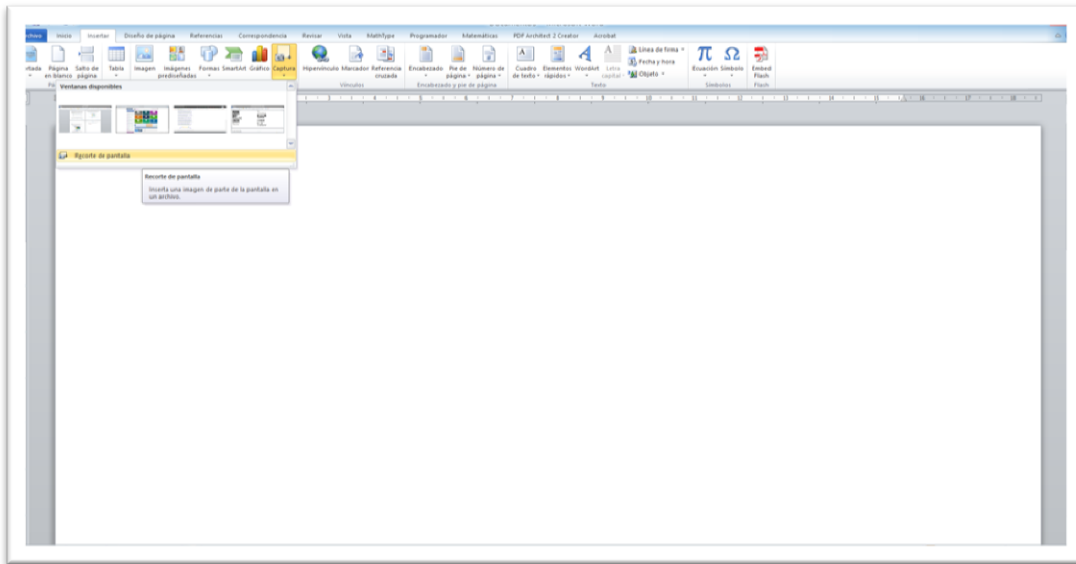 Inicio Insertar Diseño de página Referencias Correspondencia Revisar Vista MathType Programador Matemáticas PDF Architect 2 Creator Acrobat
Página en blanco
Salto de página
Tabla
Imagen
Imágenes prediseñadas
Formas
SmartArt
Gráfico
Captura
Hipervínculo
Marcador
Referencia cruzada
Encabezado
Pie de página
Número de página
Cuadro de texto
Elementos rápidos
WordArt
Letra capital
Línea de firma
Fecha y hora
Objeto
Ecuación
Símbolo
Embed Flash
Vínculos
Encabezado y pie de página
Texto
Símbolos
Flash
Ventanas disponibles
Recorte de pantalla
Recorte de pantalla
Inserta una imagen de parte de la pantalla en
un archivo.